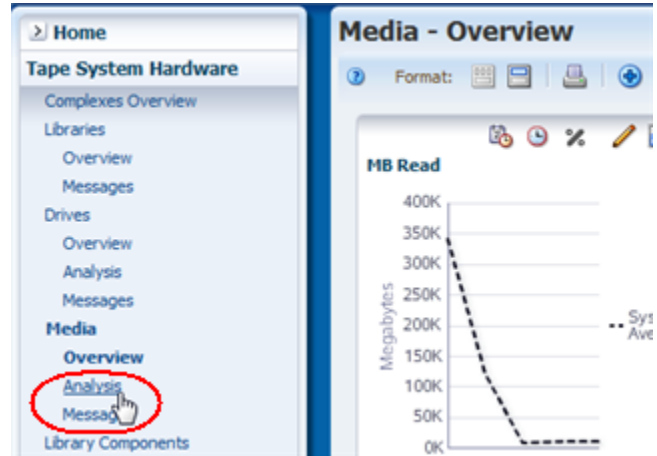 Home
Tape System Hardware
Complexes Overview
Libraries
Overview
Messages
Drives
Overview
Analysis
Messages
Media
Overview
Analysis
Library Components
Media - Overview
Format:
MB Read
Megabytes
400K
350K
300K
250K
200K
150K
100K
50K
0K